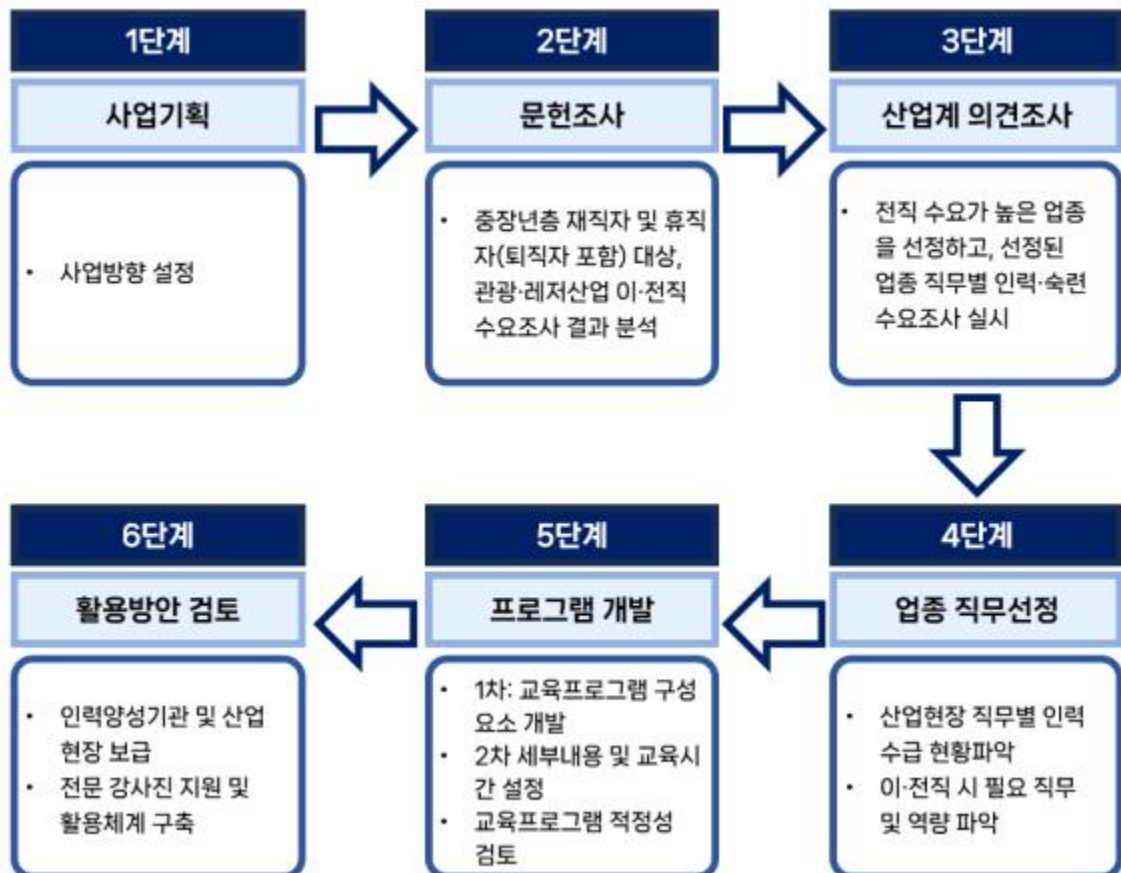 1단계
사업기획
• 사업방향 설정
2단계
문헌조사
• 중장년층 재직자 및 휴직
자(퇴직자 포함) 대상,
관광·레저산업 이·전직
수요조사 결과 분석
3단계
산업계 의견조사
• 전직 수요가 높은 업종
을 선정하고, 선정된
업종 직무별 인력·숙련
수요조사 실시
4단계
업종 직무선정
• 산업현장 직무별 인력
수급 현황파악
• 이·전직 시 필요 직무
및 역량 파악
5단계
프로그램 개발
• 1차: 교육프로그램 구성
요소 개발
• 2차 세부내용 및 교육시
간 설정
• 교육프로그램 적정성
검토
6단계
활용방안 검토
• 인력양성기관 및 산업
현장 보급
• 전문 강사진 지원 및
활용체계 구축